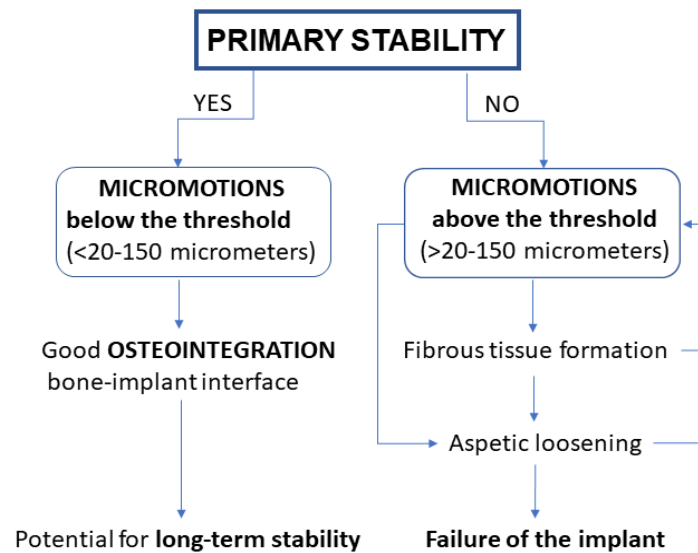 PRIMARY STABILITY
YES
NO
MICROMOTIONS
below the threshold
(<20-150 micrometers)
MICROMOTIONS
above the threshold
(>20-150 micrometers)
Good OSTEOINTEGRATION
bone-implant interface
Fibrous tissue formation
Aspetic loosening
Potential for long-term stability
Failure of the implant